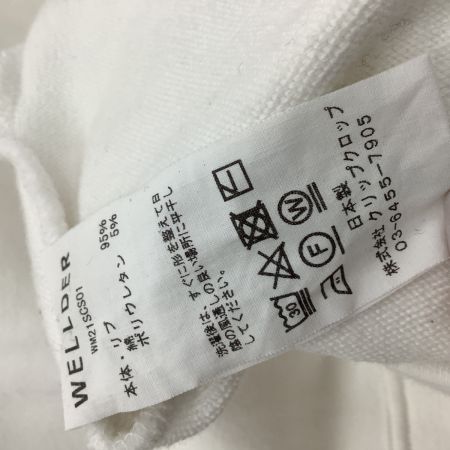 WELLDER
WM21SCS01
本体・リブ
綿 95%
ポリウレタン 5%
洗濯後は、すぐに形を整えて日
陰の風通しの良い場所に平干し
してください。
30
F
W
日本製
株式会社クリップクロップ
03-6455-7905